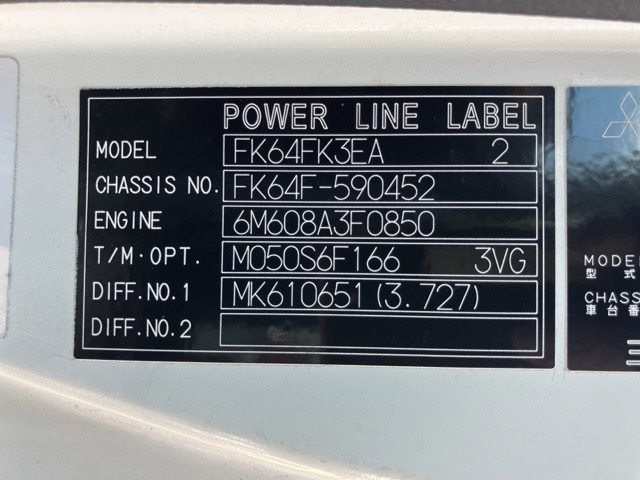 POWER LINE LABEL
MODEL FK64FK3EA 2
CHASSIS NO. FK64F-590452
ENGINE 6M608A3F0850
T/M·OPT. M050S6F166 3VG
DIFF.NO.1 MK610651(3.727)
DIFF.NO.2
MODEL
型式
CHASS
車台番